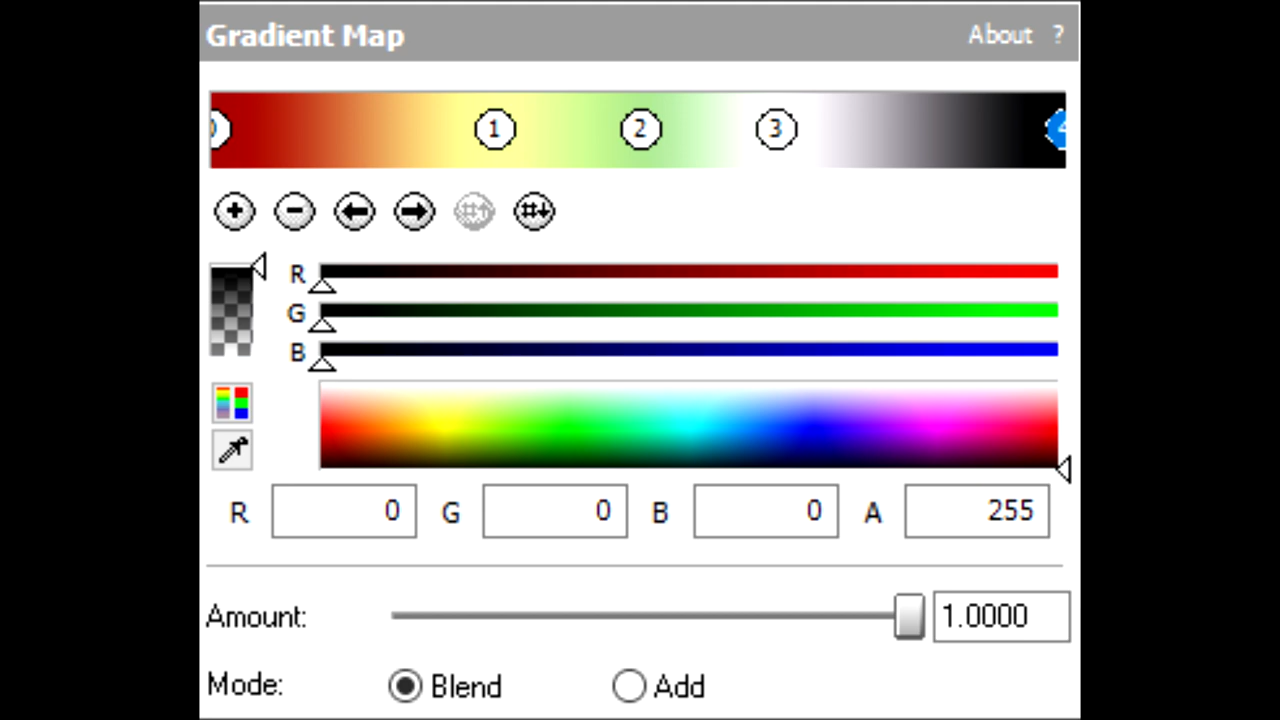 Gradient Map About ?
1 2 3
R
G
B
R 0 G 0 B 0 A 255
Amount: 1.0000
Mode: Blend Add